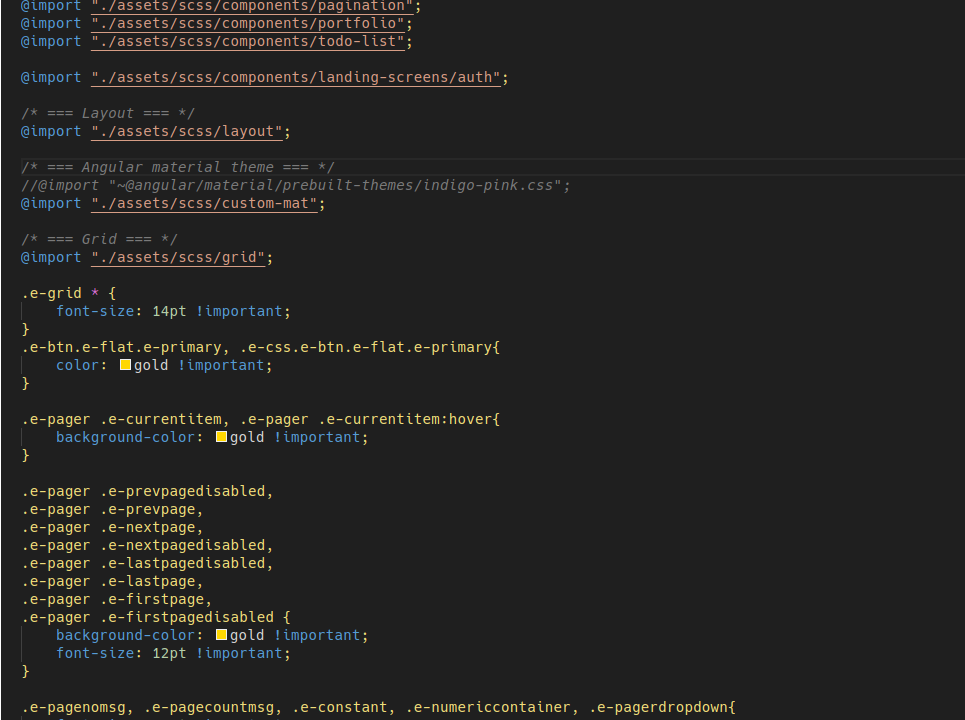 @import "./assets/scss/components/pagination";
@import "./assets/scss/components/portfolio";
@import "./assets/scss/components/todo-list";
@import "./assets/scss/components/landing-screens/auth";
/* === Layout === */
@import "./assets/scss/layout";
/* === Angular material theme === */
//@import "~@angular/material/prebuilt-themes/indigo-pink.css";
@import "./assets/scss/custom-mat";
/* === Grid === */
@import "./assets/scss/grid";
.e-grid * {
    font-size: 14pt !important;
}
.e-btn.e-flat.e-primary, .e-css.e-btn.e-flat.e-primary{
    color: gold !important;
}
.e-pager .e-currentitem, .e-pager .e-currentitem:hover{
    background-color: gold !important;
}
.e-pager .e-prevpagedisabled,
.e-pager .e-prevpage,
.e-pager .e-nextpage,
.e-pager .e-nextpagedisabled,
.e-pager .e-lastpagedisabled,
.e-pager .e-lastpage,
.e-pager .e-firstpage,
.e-pager .e-firstpagedisabled {
    background-color: gold !important;
    font-size: 12pt !important;
}
.e-pagenomsg, .e-pagecountmsg, .e-constant, .e-numericcontainer, .e-pagerdropdown{